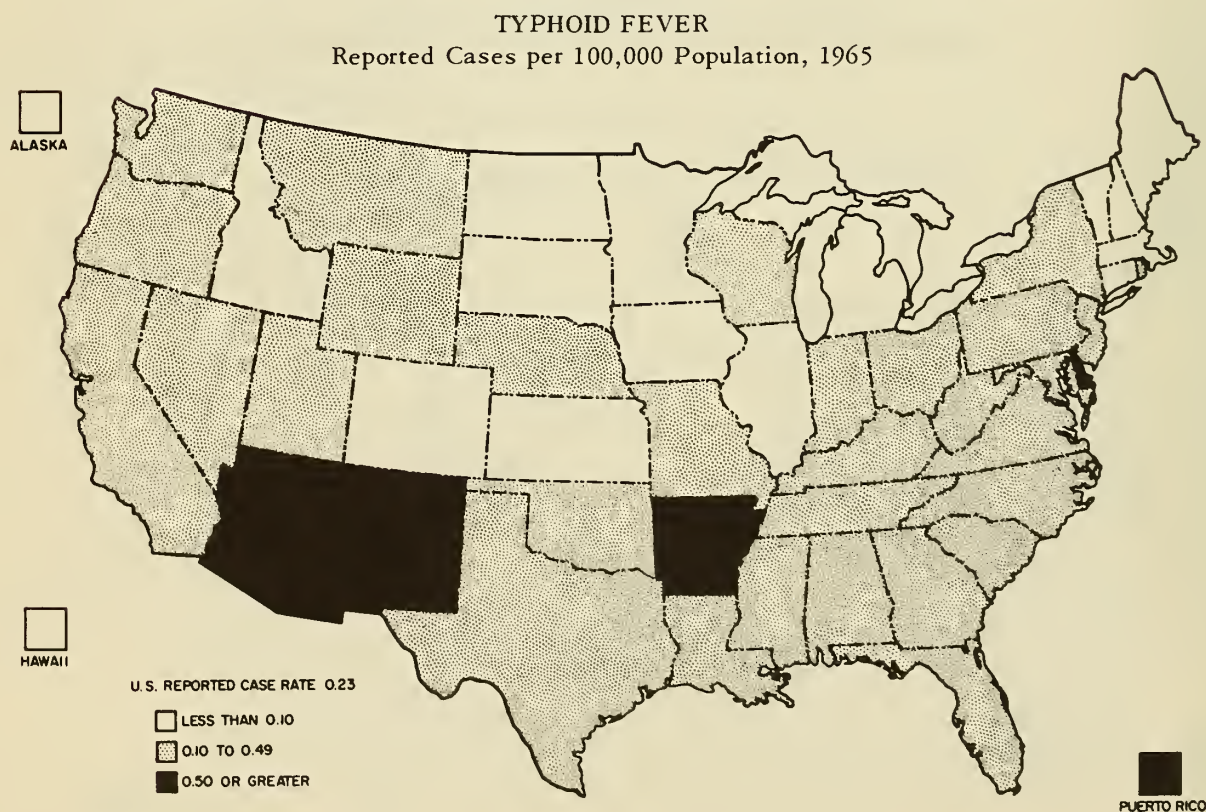 TYPHOID FEVER
Reported Cases per 100,000 Population, 1965
ALASKA
HAWAII
U.S. REPORTED CASE RATE 0.23
LESS THAN 0.10
0.10 TO 0.49
0.50 OR GREATER
PUERTO RICO